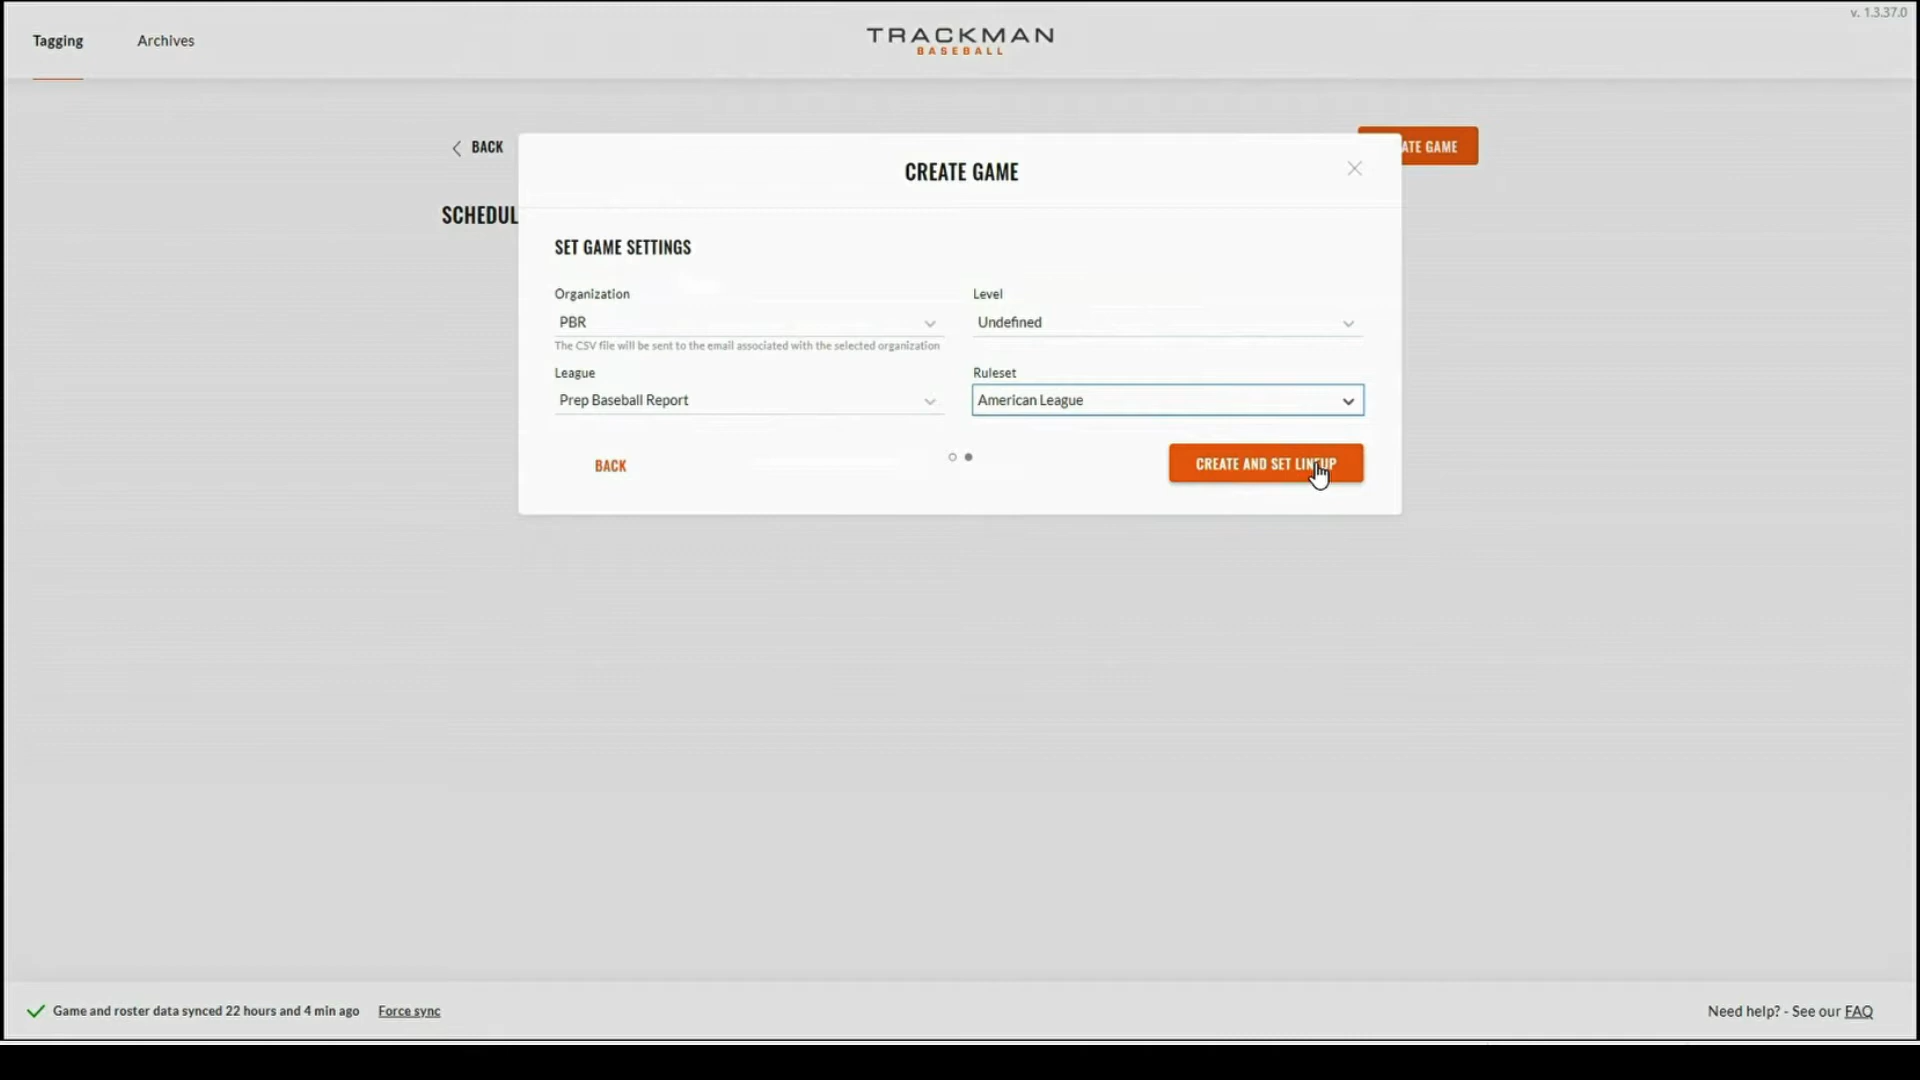 v. 1.3.37.0
Tagging Archives
TRACKMAN
BASEBALL
BACK
CREATE GAME
ATE GAME
SCHEDUL
SET GAME SETTINGS
Organization Level
PBR Undefined
The CSV file will be sent to the email associated with the selected organization
League Ruleset
Prep Baseball Report American League
BACK CREATE AND SET LINEUP
Game and roster data synced 22 hours and 4 min ago Force sync
Need help? - See our FAQ